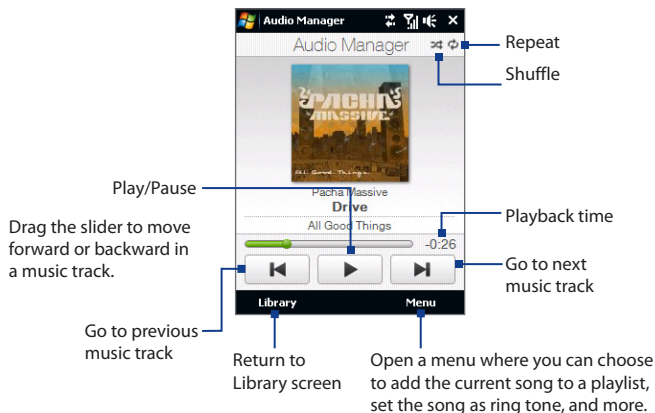 Audio Manager
Audio Manager
Repeat
Shuffle
PACHA
MASSIVE
All Good Things
Play/Pause
Pacha Massive
Drive
All Good Things
Drag the slider to move
forward or backward in
a music track.
Playback time
-0:26
Go to next
music track
Library
Menu
Go to previous
music track
Return to
Library screen
Open a menu where you can choose
to add the current song to a playlist,
set the song as ring tone, and more.